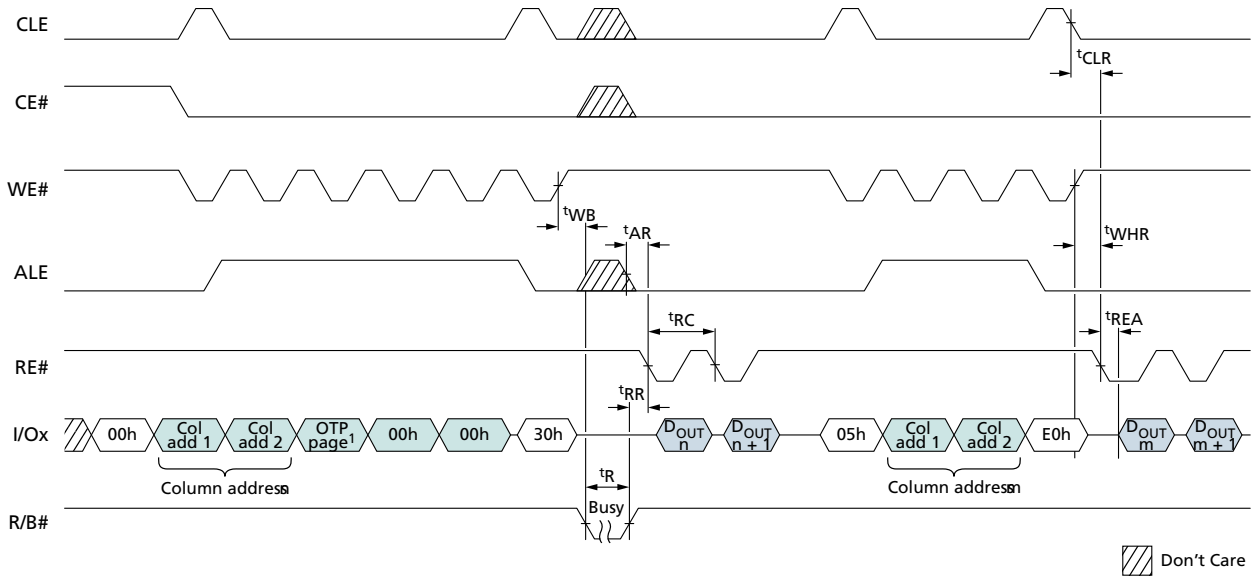 CLE
tCLR
CE#
WE#
tWB
tAR
tWHR
ALE
tRC
tREA
RE#
tRR
I/Ox
00h
Col add 1
Col add 2
OTP page1
00h
00h
30h
DOUT n
DOUT n + 1
05h
Col add 1
Col add 2
E0h
DOUT m
DOUT m + 1
Column address n
tR
Column address m
R/B#
Busy
Don't Care